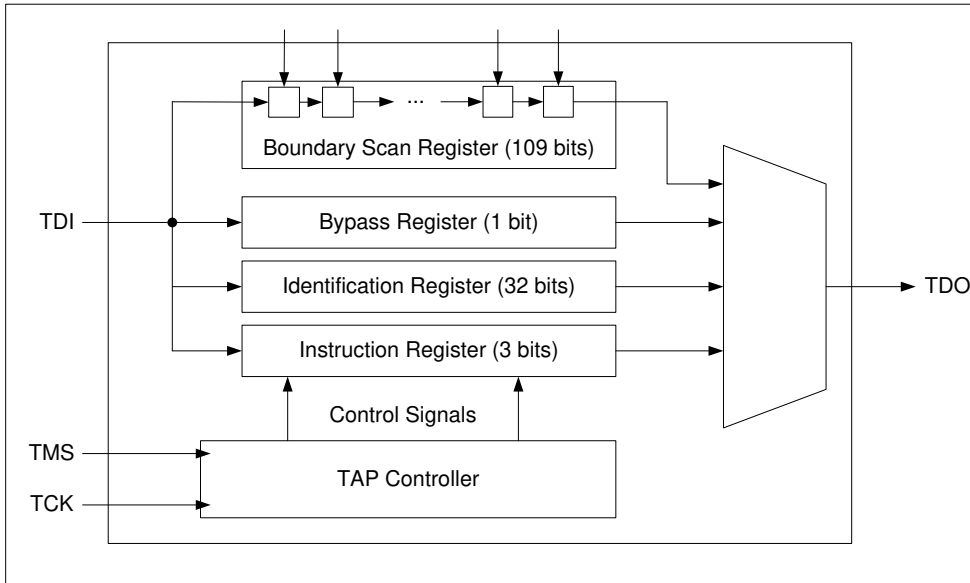 ...
Boundary Scan Register (109 bits)
TDI
Bypass Register (1 bit)
Identification Register (32 bits)
TDO
Instruction Register (3 bits)
Control Signals
TMS
TAP Controller
TCK